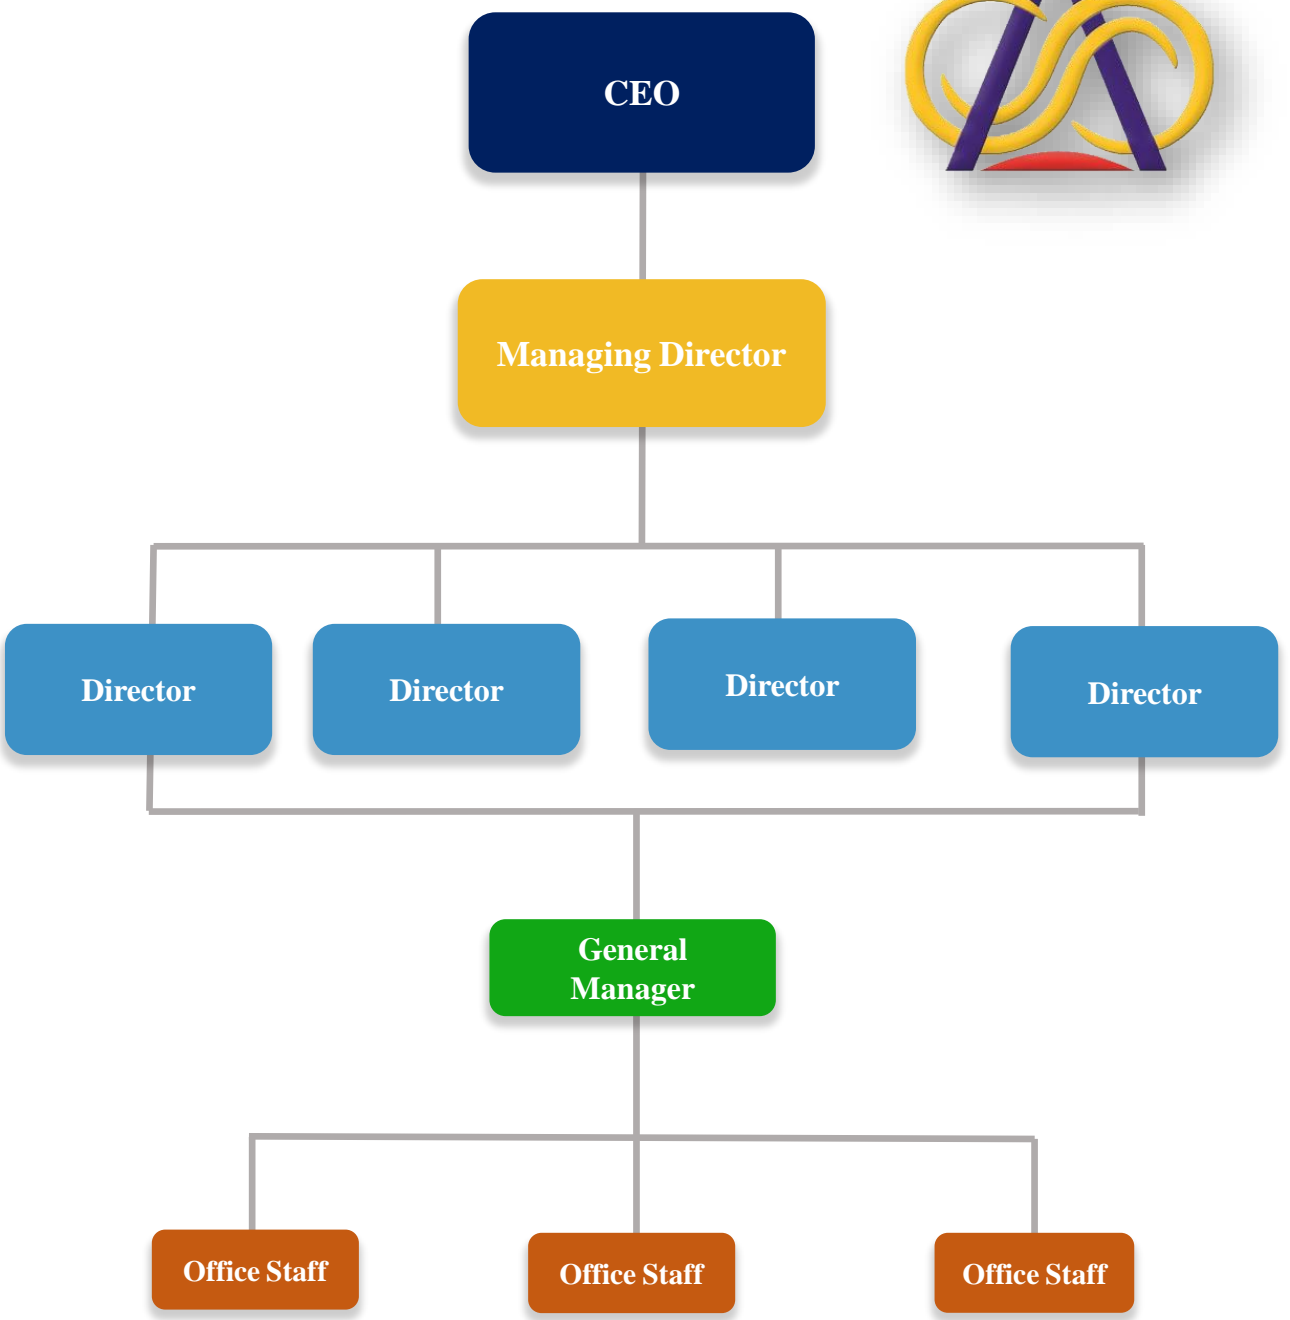 CEO
Managing Director
Director
Director
Director
Director
General
Manager
Office Staff
Office Staff
Office Staff